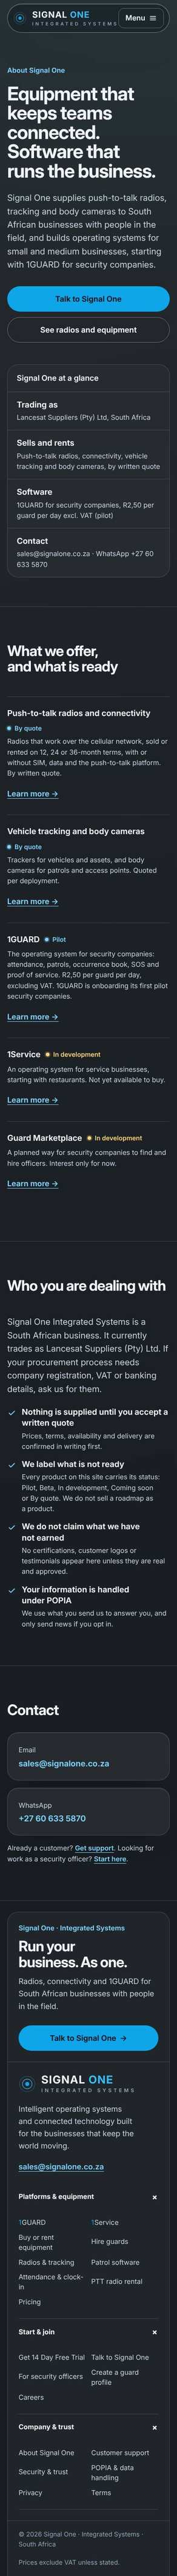 SIGNAL ONE
INTEGRATED SYSTEMS
Menu
About Signal One
Equipment that
keeps teams
connected.
Software that
runs the business.
Signal One supplies push-to-talk radios,
tracking and body cameras to South
African businesses with people in the
field, and builds operating systems for
small and medium businesses, starting
with 1GUARD for security companies.
Talk to Signal One
See radios and equipment
Signal One at a glance
Trading as
Lancesat Suppliers (Pty) Ltd, South Africa
Sells and rents
Push-to-talk radios, connectivity, vehicle
tracking and body cameras, by written quote
Software
1GUARD for security companies, R2,50 per
guard per day excl. VAT (pilot)
Contact
sales@signalone.co.za · WhatsApp +27 60
633 5870
What we offer,
and what is ready
Push-to-talk radios and connectivity
By quote
Radios that work over the cellular network, sold or
rented on 12, 24 or 36-month terms, with or
without SIM, data and the push-to-talk platform.
By written quote.
Learn more →
Vehicle tracking and body cameras
By quote
Trackers for vehicles and assets, and body
cameras for patrols and access points. Quoted
per deployment.
Learn more →
1GUARD Pilot
The operating system for security companies:
attendance, patrols, occurrence book, SOS and
proof of service. R2,50 per guard per day,
excluding VAT. 1GUARD is onboarding its first pilot
security companies.
Learn more →
1Service In development
An operating system for service businesses,
starting with restaurants. Not yet available to buy.
Learn more →
Guard Marketplace In development
A planned way for security companies to find and
hire officers. Interest only for now.
Learn more →
Who you are dealing with
Signal One Integrated Systems is a
South African business. It currently
trades as Lancesat Suppliers (Pty) Ltd. If
your procurement process needs
company registration, VAT or banking
details, ask us for them.
Nothing is supplied until you accept a
written quote
Prices, terms, availability and delivery are
confirmed in writing first.
We label what is not ready
Every product on this site carries its status:
Pilot, Beta, In development, Coming soon
or By quote. We do not sell a roadmap as
a product.
We do not claim what we have
not earned
No certifications, customer logos or
testimonials appear here unless they are real
and approved.
Your information is handled
under POPIA
We use what you send us to answer you, and
only send news if you opt in.
Contact
Email
sales@signalone.co.za
WhatsApp
+27 60 633 5870
Already a customer? Get support. Looking for
work as a security officer? Start here.
Signal One · Integrated Systems
Run your
business. As one.
Radios, connectivity and 1GUARD for
South African businesses with people
in the field.
Talk to Signal One →
SIGNAL ONE
INTEGRATED SYSTEMS
Intelligent operating systems
and connected technology built
for the businesses that keep the
world moving.
sales@signalone.co.za
Platforms & equipment
1GUARD
1Service
Buy or rent
equipment
Hire guards
Radios & tracking
Patrol software
Attendance & clock-
in
PTT radio rental
Pricing
Start & join
Get 14 Day Free Trial
Talk to Signal One
For security officers
Create a guard
profile
Careers
Company & trust
About Signal One
Customer support
Security & trust
POPIA & data
handling
Privacy
Terms
© 2026 Signal One · Integrated Systems ·
South Africa
Prices exclude VAT unless stated.